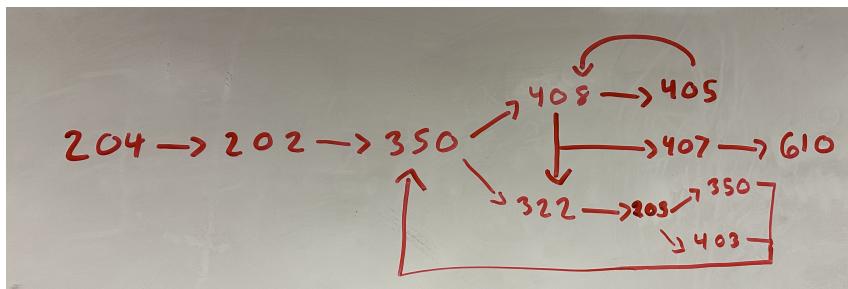 408 → 405
204 → 202 → 350
→ 407 → 610
322 → 203 → 350
403